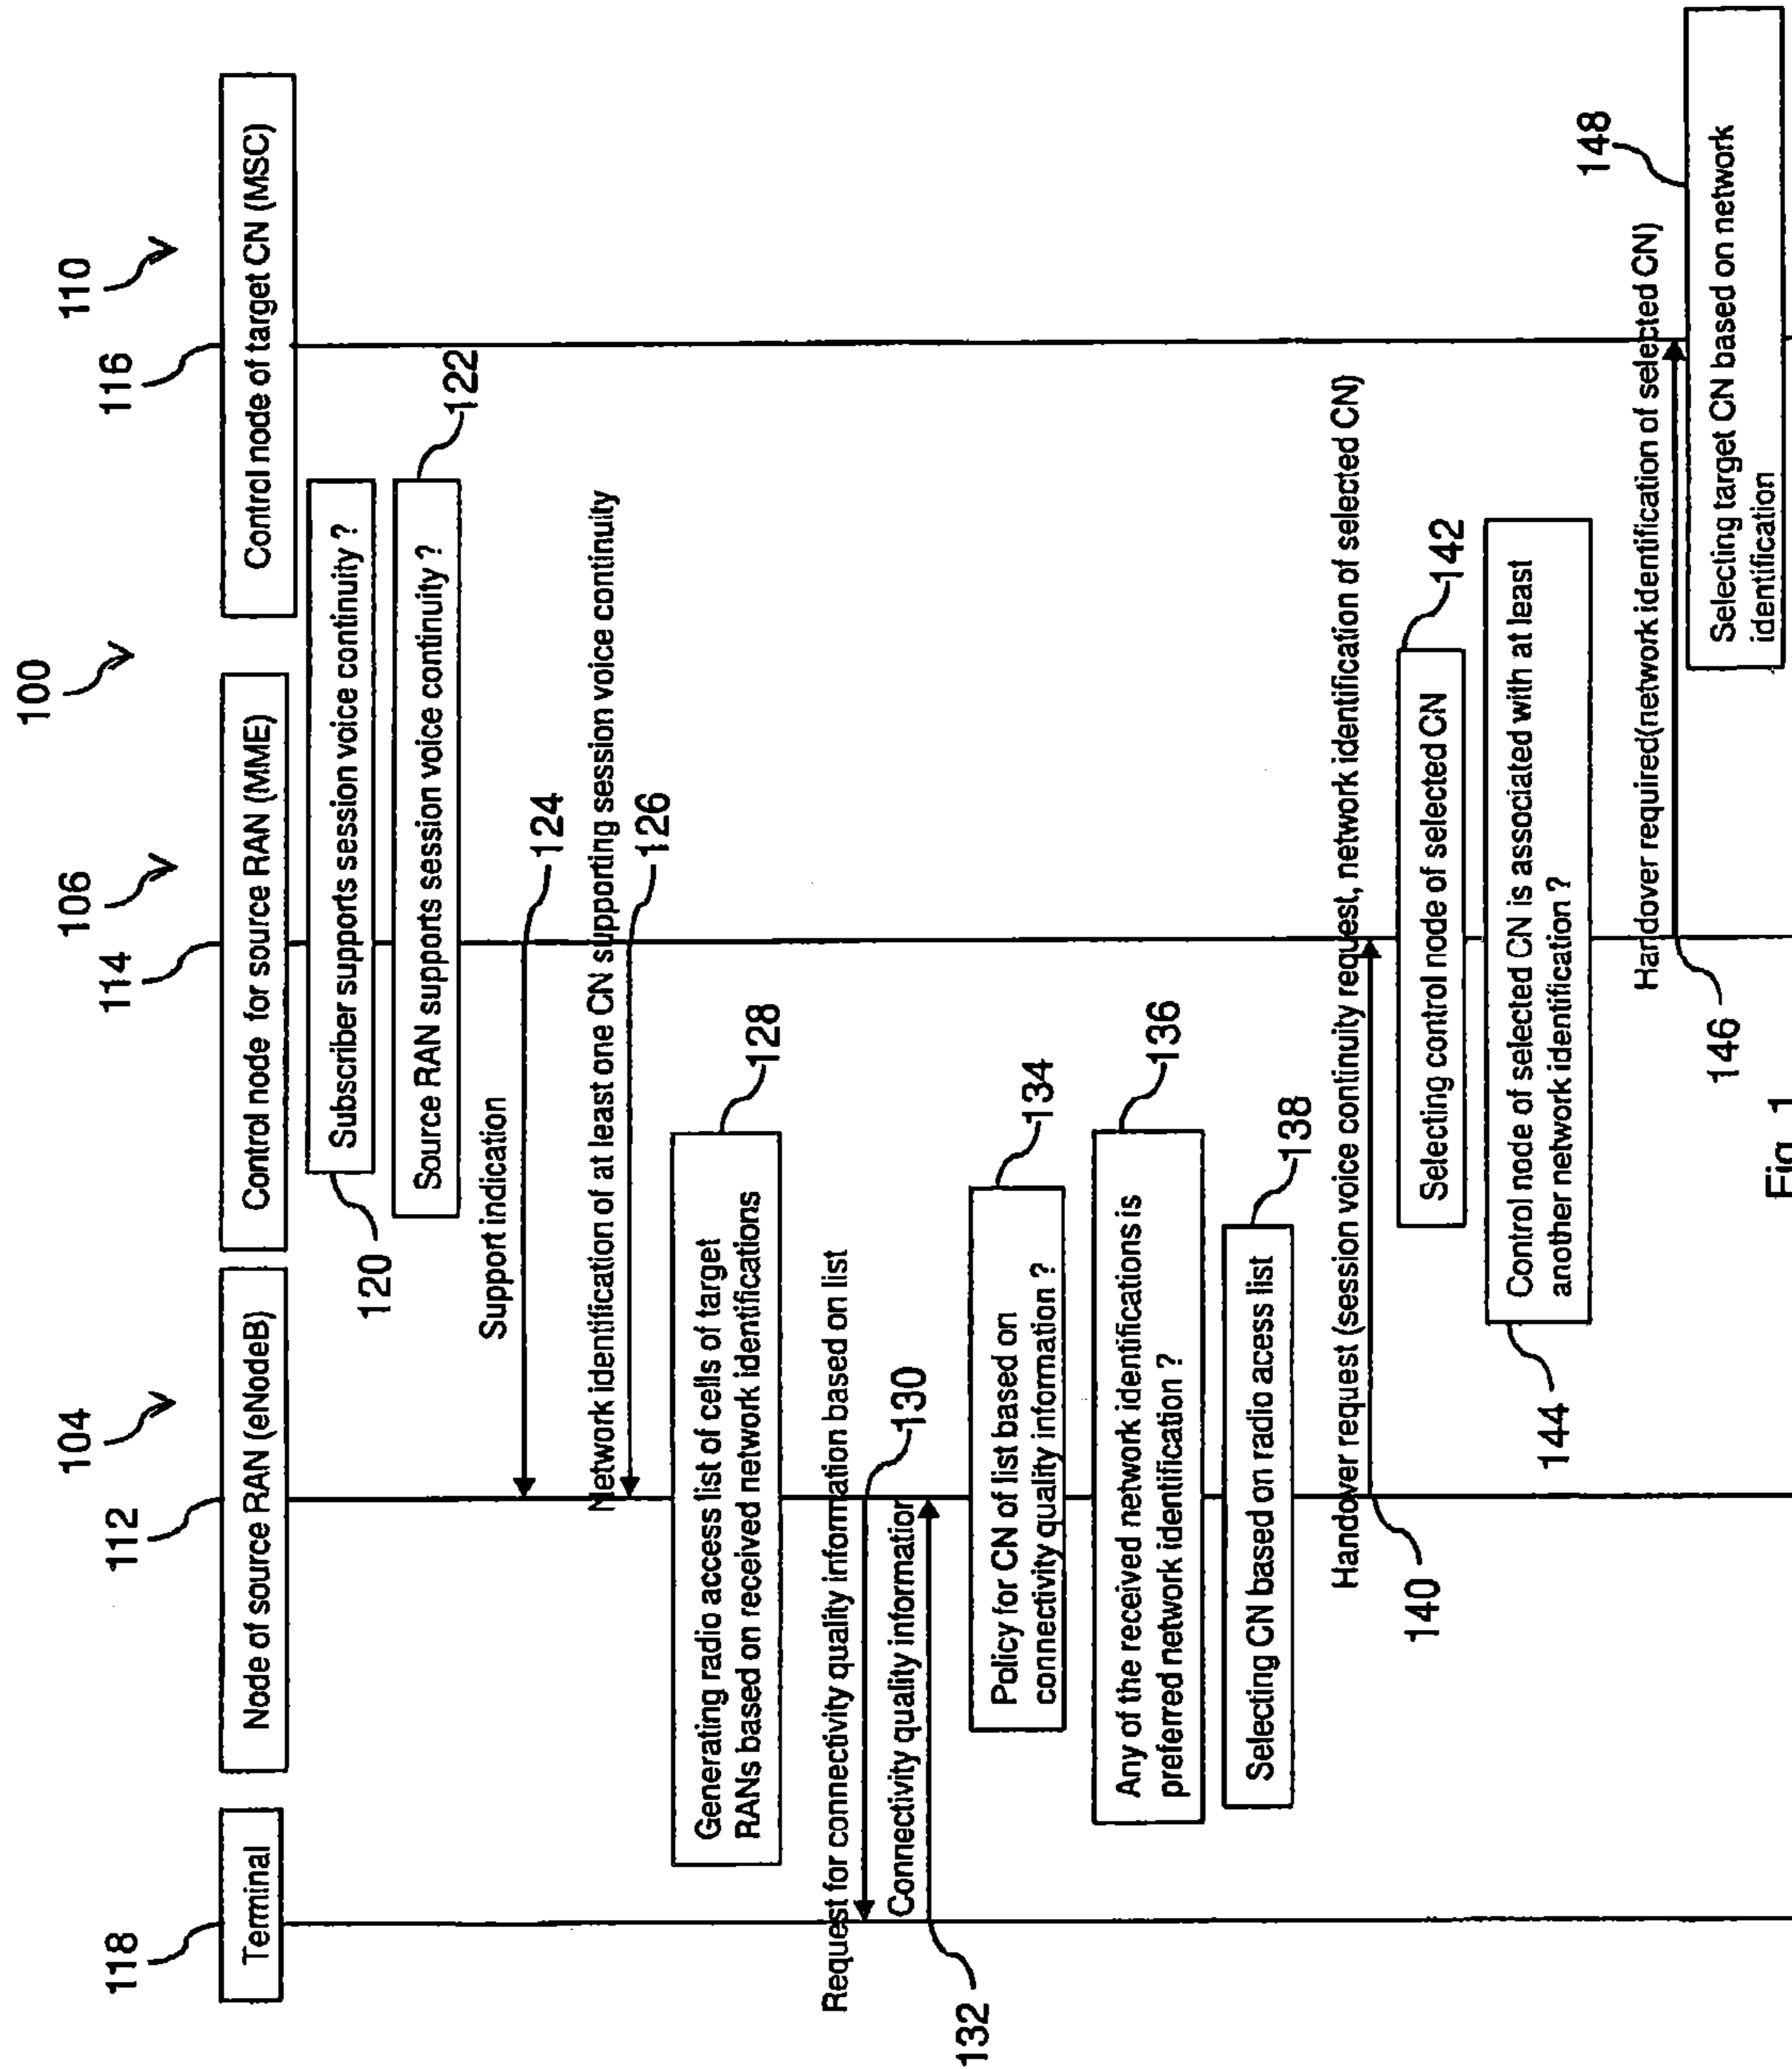 100
104
106
110
112
114
116
118
Terminal
Node of source RAN (eNodeB)
Control node for source RAN (MME)
Control node of target CN (MSC)
Subscriber supports session voice continuity ?
120
Source RAN supports session voice continuity ?
122
Support indication
124
Network identification of at least one CN supporting session voice continuity
126
Generating radio access list of cells of target
RANs based on received network identifications
128
Request for connectivity quality information based on list
130
Connectivity quality information
132
Policy for CN of list based on
connectivity quality information ?
134
Any of the received network identifications is
preferred network identification ?
136
Selecting CN based on radio acess list
138
Handover request (session voice continuity request, network identification of selected CN)
140
Selecting control node of selected CN
142
Control node of selected CN is associated with at least
another network identification ?
144
Handover required(network identification of selected CN)
146
148
Selecting target CN based on network
identification
Fig. 1